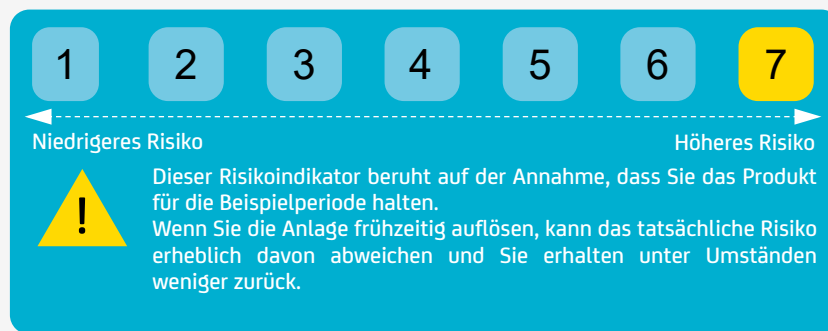 1 2 3 4 5 6 7
Niedrigeres Risiko Höheres Risiko
!
Dieser Risikoindikator beruht auf der Annahme, dass Sie das Produkt
für die Beispielperiode halten.
Wenn Sie die Anlage frühzeitig auflösen, kann das tatsächliche Risiko
erheblich davon abweichen und Sie erhalten unter Umständen
weniger zurück.